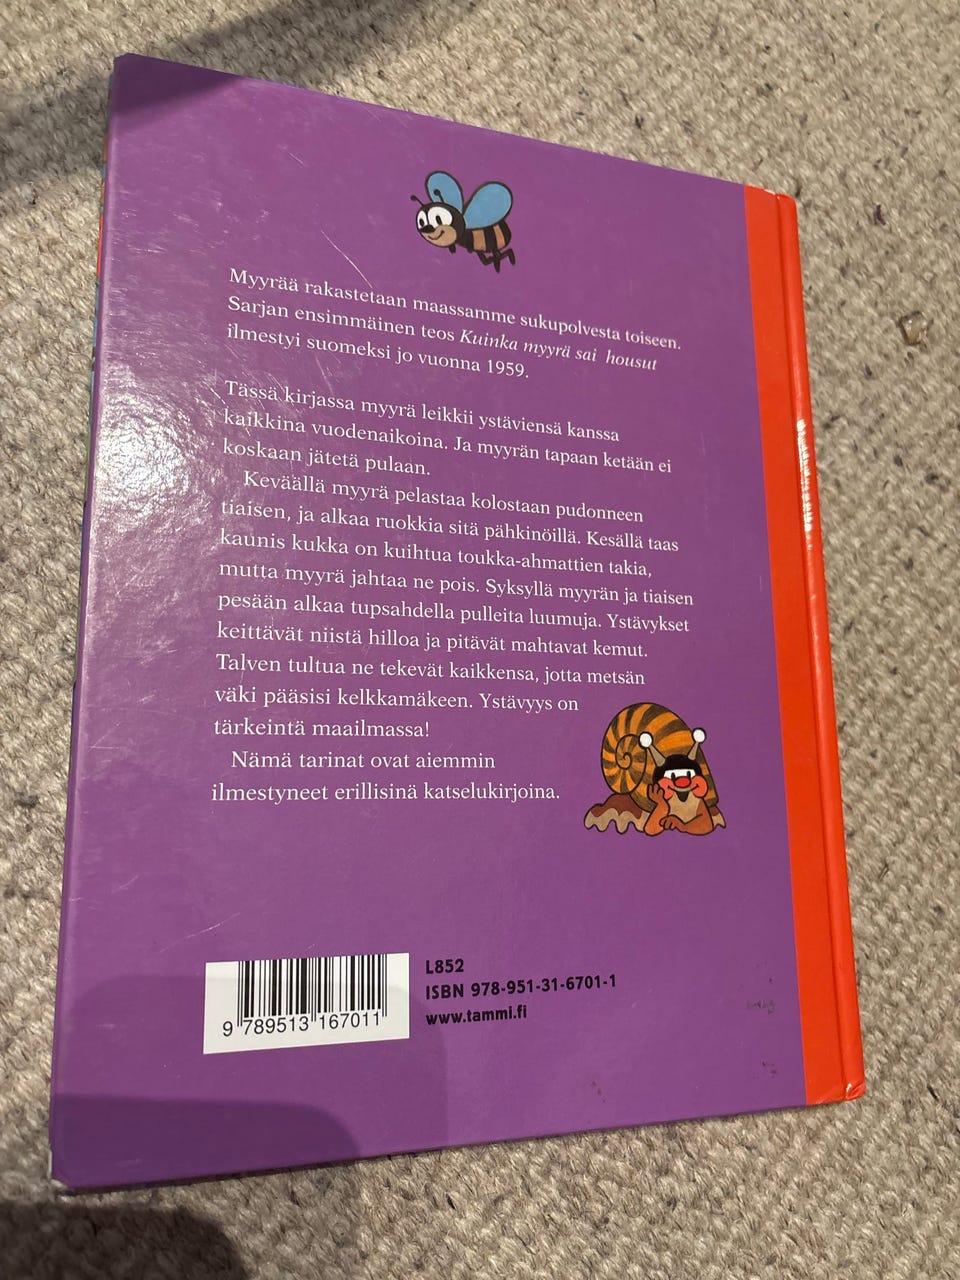 Myyrää rakastetaan maassamme sukupolvesta toiseen.
Sarjan ensimmäinen teos Kuinka myyrä sai housut
ilmestyi suomeksi jo vuonna 1959.
Tässä kirjassa myyrä leikkii ystäviensä kanssa
kaikkina vuodenaikoina. Ja myyrän tapaan ketään ei
koskaan jätetä pulaan.
Keväällä myyrä pelastaa kolostaan pudonneen
tiaisen, ja alkaa ruokkia sitä pähkinöillä. Kesällä taas
kaunis kukka on kuihtua toukka-ahmattien takia,
mutta myyrä jahtaa ne pois. Syksyllä myyrän ja tiaisen
pesään alkaa tupsahdella pulleita luumuja. Ystävykset
keittävät niistä hilloa ja pitävät mahtavat kemut.
Talven tultua ne tekevät kaikkensa, jotta metsän
väki pääsisi kelkkamäkeen. Ystävyys on
tärkeintä maailmassa!
Nämä tarinat ovat aiemmin
ilmestyneet erillisinä katselukirjoina.
L852
ISBN 978-951-31-6701-1
www.tammi.fi
9 789513 167011